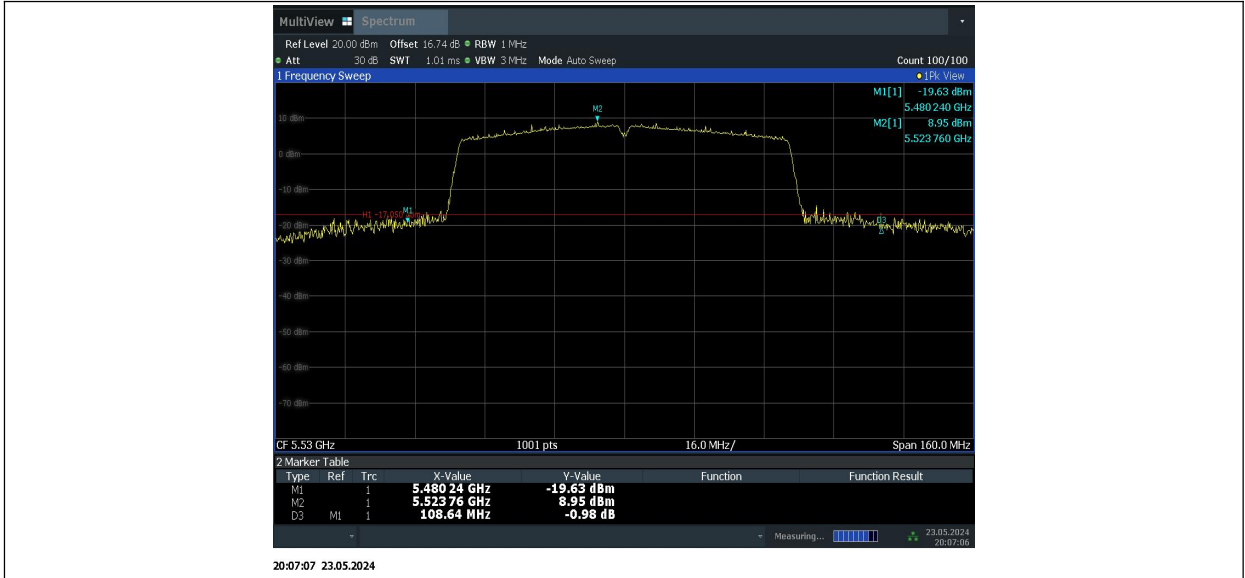 MultiView Spectrum
Ref Level 20.00 dBm Offset 16.74 dB RBW 1 MHz
Att 30 dB SWT 1.01 ms VBW 3 MHz Mode Auto Sweep Count 100/100
1 Frequency Sweep 1Pk View
M1[1] -19.63 dBm
5.480 240 GHz
M2[1] 8.95 dBm
5.523 760 GHz
M2
10 dBm
0 dBm
-10 dBm
H1 -17.050 dBm
M1
D3
-20 dBm
-30 dBm
-40 dBm
-50 dBm
-60 dBm
-70 dBm
CF 5.53 GHz 1001 pts 16.0 MHz/ Span 160.0 MHz
2 Marker Table
Type Ref Trc X-Value Y-Value Function Function Result
M1 1 5.480 24 GHz -19.63 dBm
M2 1 5.523 76 GHz 8.95 dBm
D3 M1 1 108.64 MHz -0.98 dB
Measuring... 23.05.2024
20:07:06
20:07:07 23.05.2024